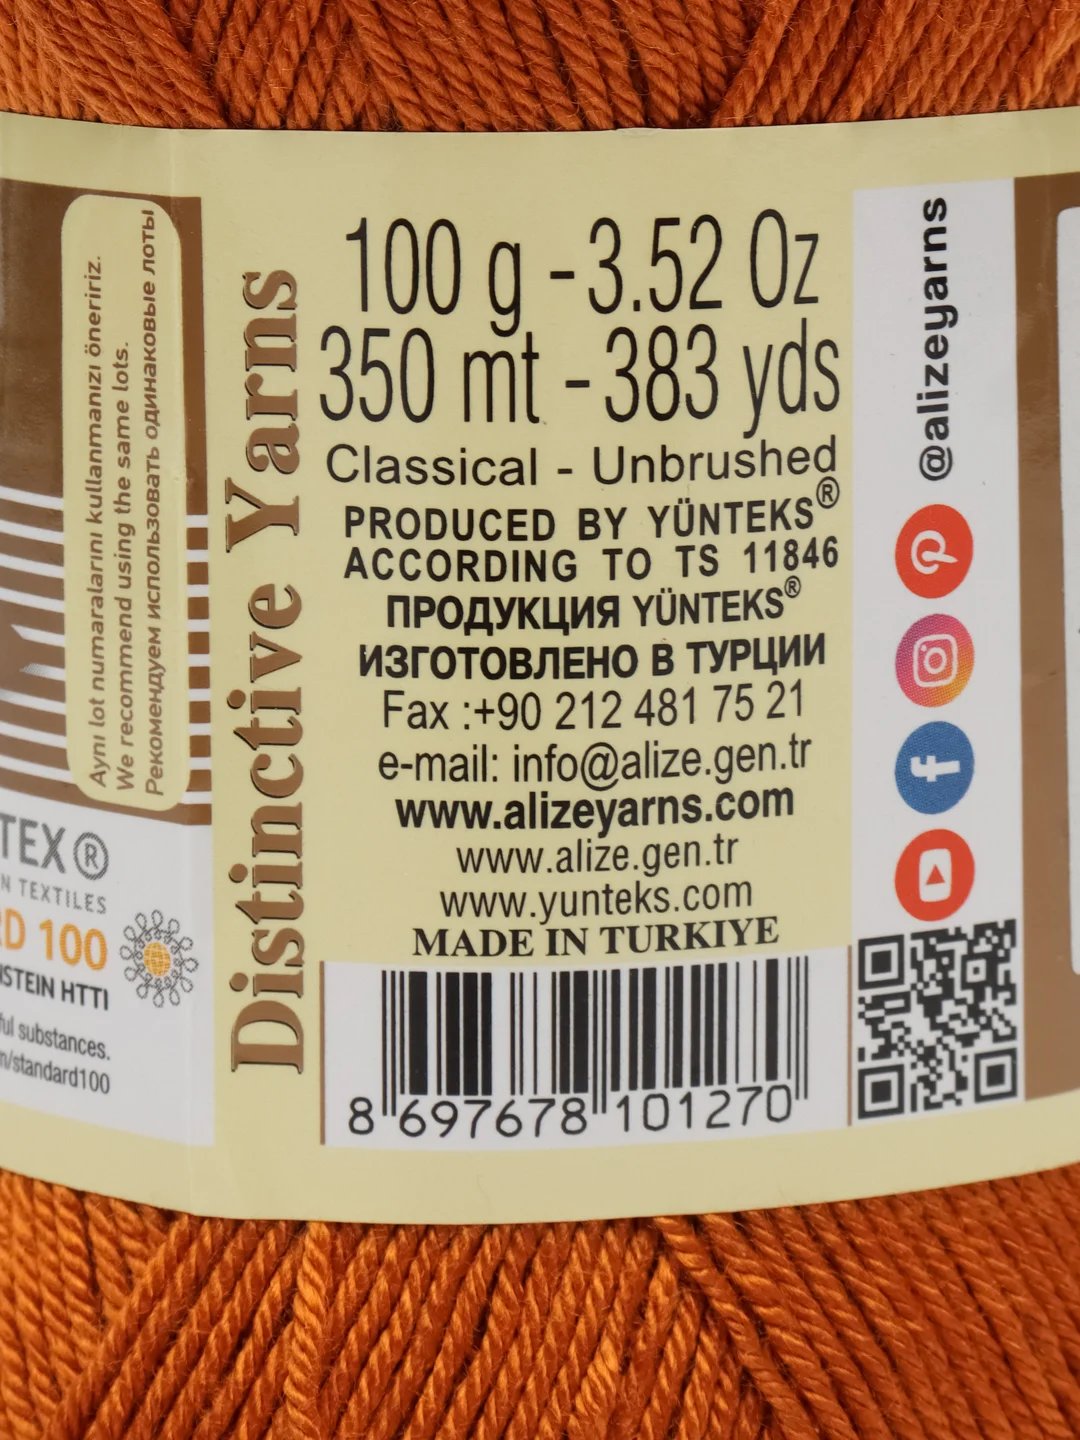 Aynı lot numaralarını kullanmanızı öneririz.
We recommend using the same lots.
Рекомендуем использовать одинаковые лоты
TEX®
TEXTILES
100
HTTI
substances.
/standard100
Distinctive Yarns
100 g - 3.52 Oz
350 mt - 383 yds
Classical - Unbrushed
PRODUCED BY YÜNTEKS®
ACCORDING TO TS 11846
ПРОДУКЦИЯ YÜNTEKS®
ИЗГОТОВЛЕНО В ТУРЦИИ
Fax :+90 212 481 75 21
e-mail: info@alize.gen.tr
www.alizeyarns.com
www.alize.gen.tr
www.yunteks.com
MADE IN TURKIYE
8 697678 101270
@alizeyarns